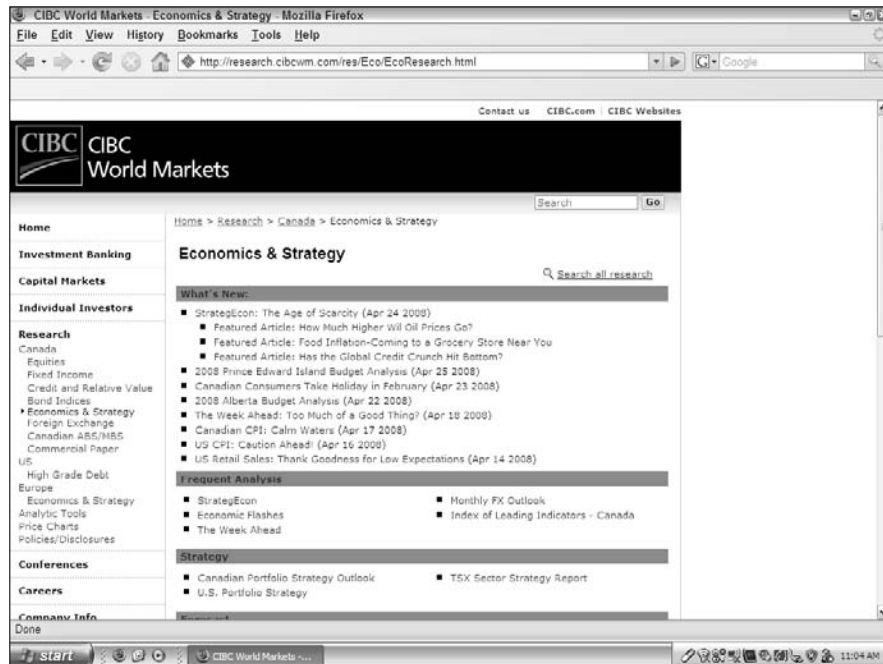 CIBC World Markets - Economics & Strategy - Mozilla Firefox
File Edit View History Bookmarks Tools Help
http://research.cibcwm.com/res/Eco/EcoResearch.html
G Google
Contact us CIBC.com CIBC Websites
CIBC CIBC
World Markets
Search Go
Home > Research > Canada > Economics & Strategy
Home
Investment Banking
Capital Markets
Individual Investors
Research
Canada
Equities
Fixed Income
Credit and Relative Value
Bond Indices
Economics & Strategy
Foreign Exchange
Canadian ABS/MBS
Commercial Paper
US
High Grade Debt
Europe
Economics & Strategy
Analytic Tools
Price Charts
Policies/Disclosures
Conferences
Careers
Company Info
Economics & Strategy
Search all research
What's New:
StrategEcon: The Age of Scarcity (Apr 24 2008)
Featured Article: How Much Higher Wil Oil Prices Go?
Featured Article: Food Inflation-Coming to a Grocery Store Near You
Featured Article: Has the Global Credit Crunch Hit Bottom?
2008 Prince Edward Island Budget Analysis (Apr 25 2008)
Canadian Consumers Take Holiday in February (Apr 23 2008)
2008 Alberta Budget Analysis (Apr 22 2008)
The Week Ahead: Too Much of a Good Thing? (Apr 18 2008)
Canadian CPI: Calm Waters (Apr 17 2008)
US CPI: Caution Ahead! (Apr 16 2008)
US Retail Sales: Thank Goodness for Low Expectations (Apr 14 2008)
Frequent Analysis
StrategEcon
Economic Flashes
The Week Ahead
Monthly FX Outlook
Index of Leading Indicators - Canada
Strategy
Canadian Portfolio Strategy Outlook
U.S. Portfolio Strategy
TSX Sector Strategy Report
Forecast
Done
start
CIBC World Markets -...
11:04 AM